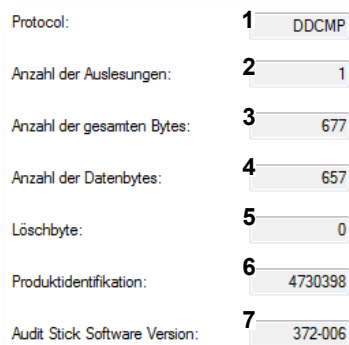 Protocol: 1 DDCMP
Anzahl der Auslesungen: 2 1
Anzahl der gesamten Bytes: 3 677
Anzahl der Datenbytes: 4 657
Löschbyte: 5 0
Produktidentifikation: 6 4730398
Audit Stick Software Version: 7 372-006